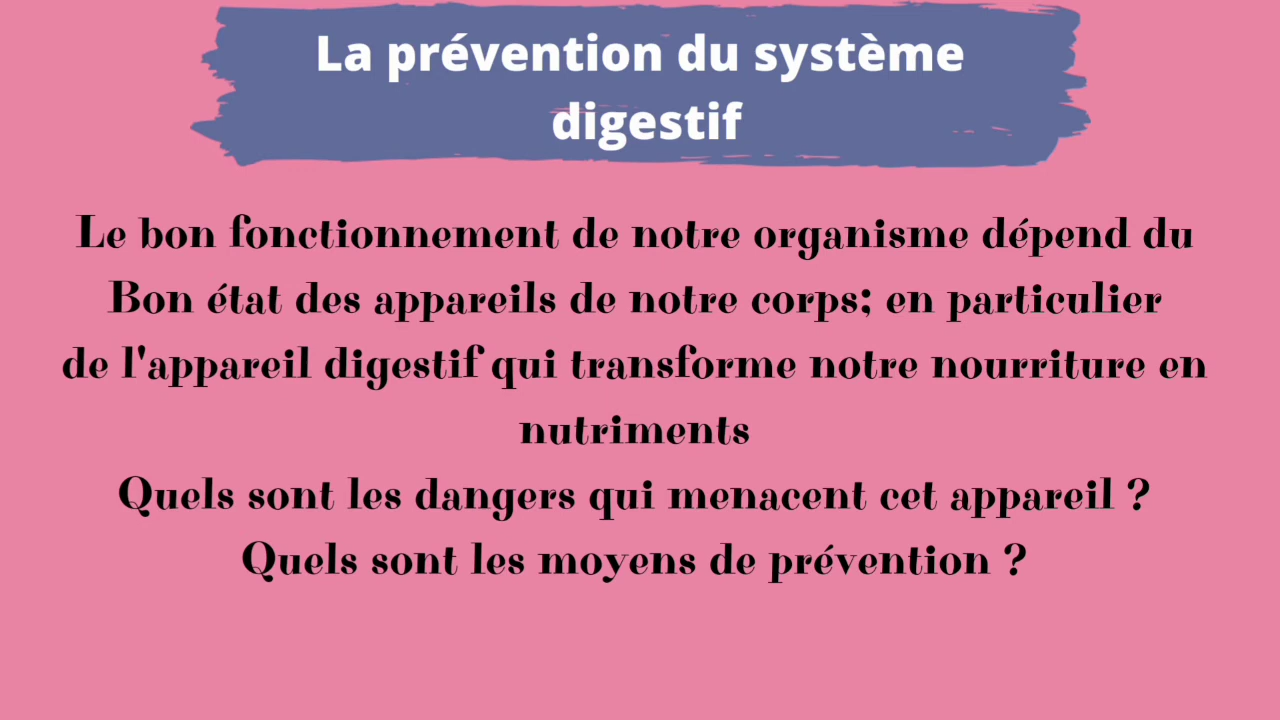 La prévention du système
digestif
Le bon fonctionnement de notre organisme dépend du
Bon état des appareils de notre corps; en particulier
de l'appareil digestif qui transforme notre nourriture en
nutriments
Quels sont les dangers qui menacent cet appareil ?
Quels sont les moyens de prévention ?